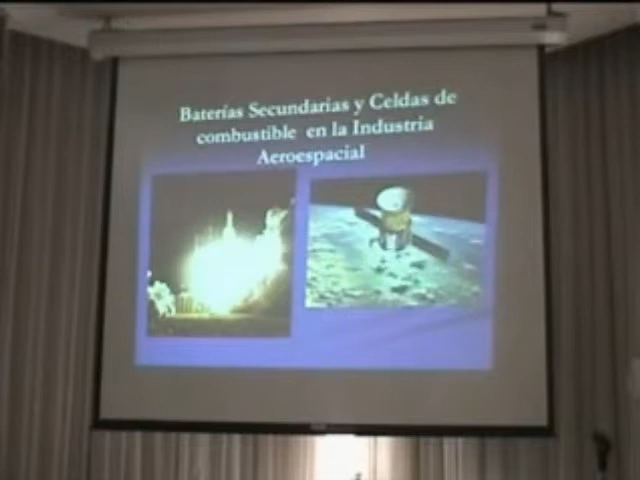 Baterías Secundarias y Celdas de
combustible en la Industria
Aeroespacial